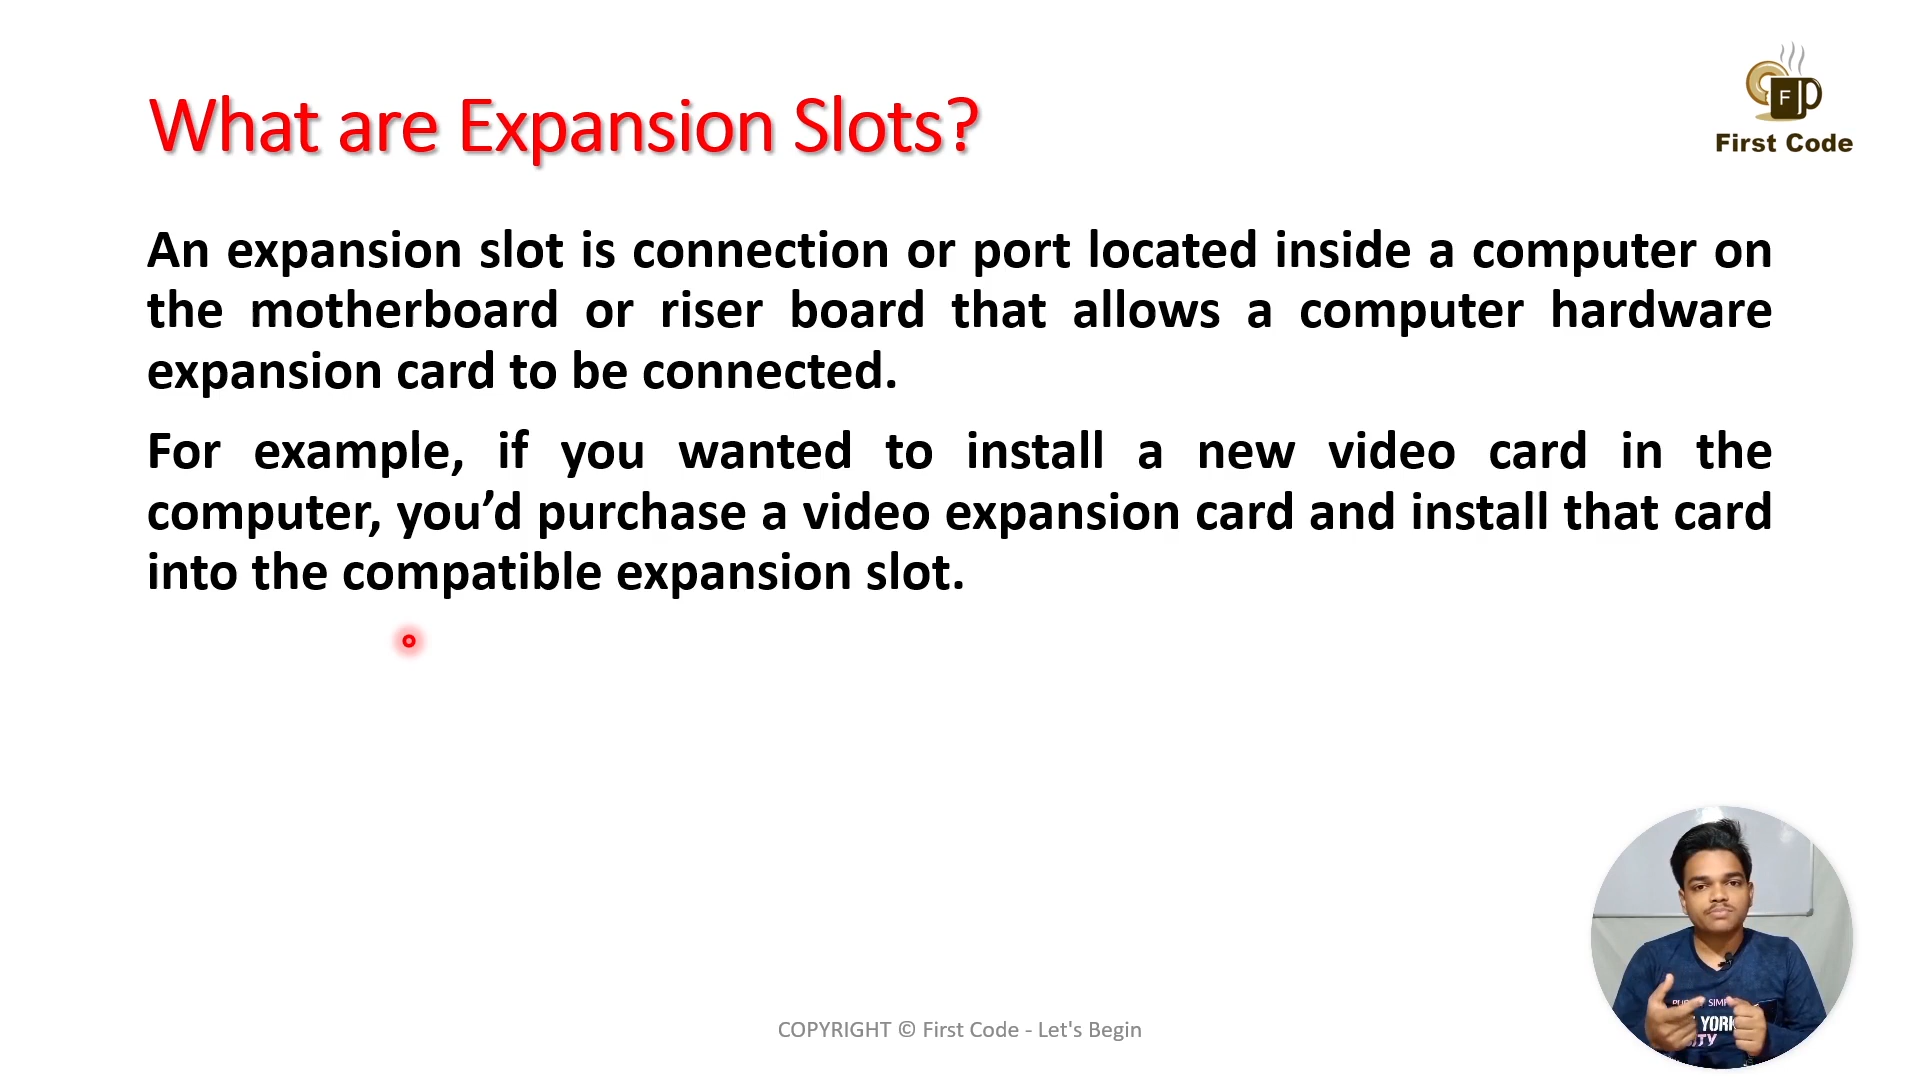 What are Expansion Slots?
F
First Code
An expansion slot is connection or port located inside a computer on
the motherboard or riser board that allows a computer hardware
expansion card to be connected.
For example, if you wanted to install a new video card in the
computer, you’d purchase a video expansion card and install that card
into the compatible expansion slot.
YORK
COPYRIGHT © First Code - Let's Begin